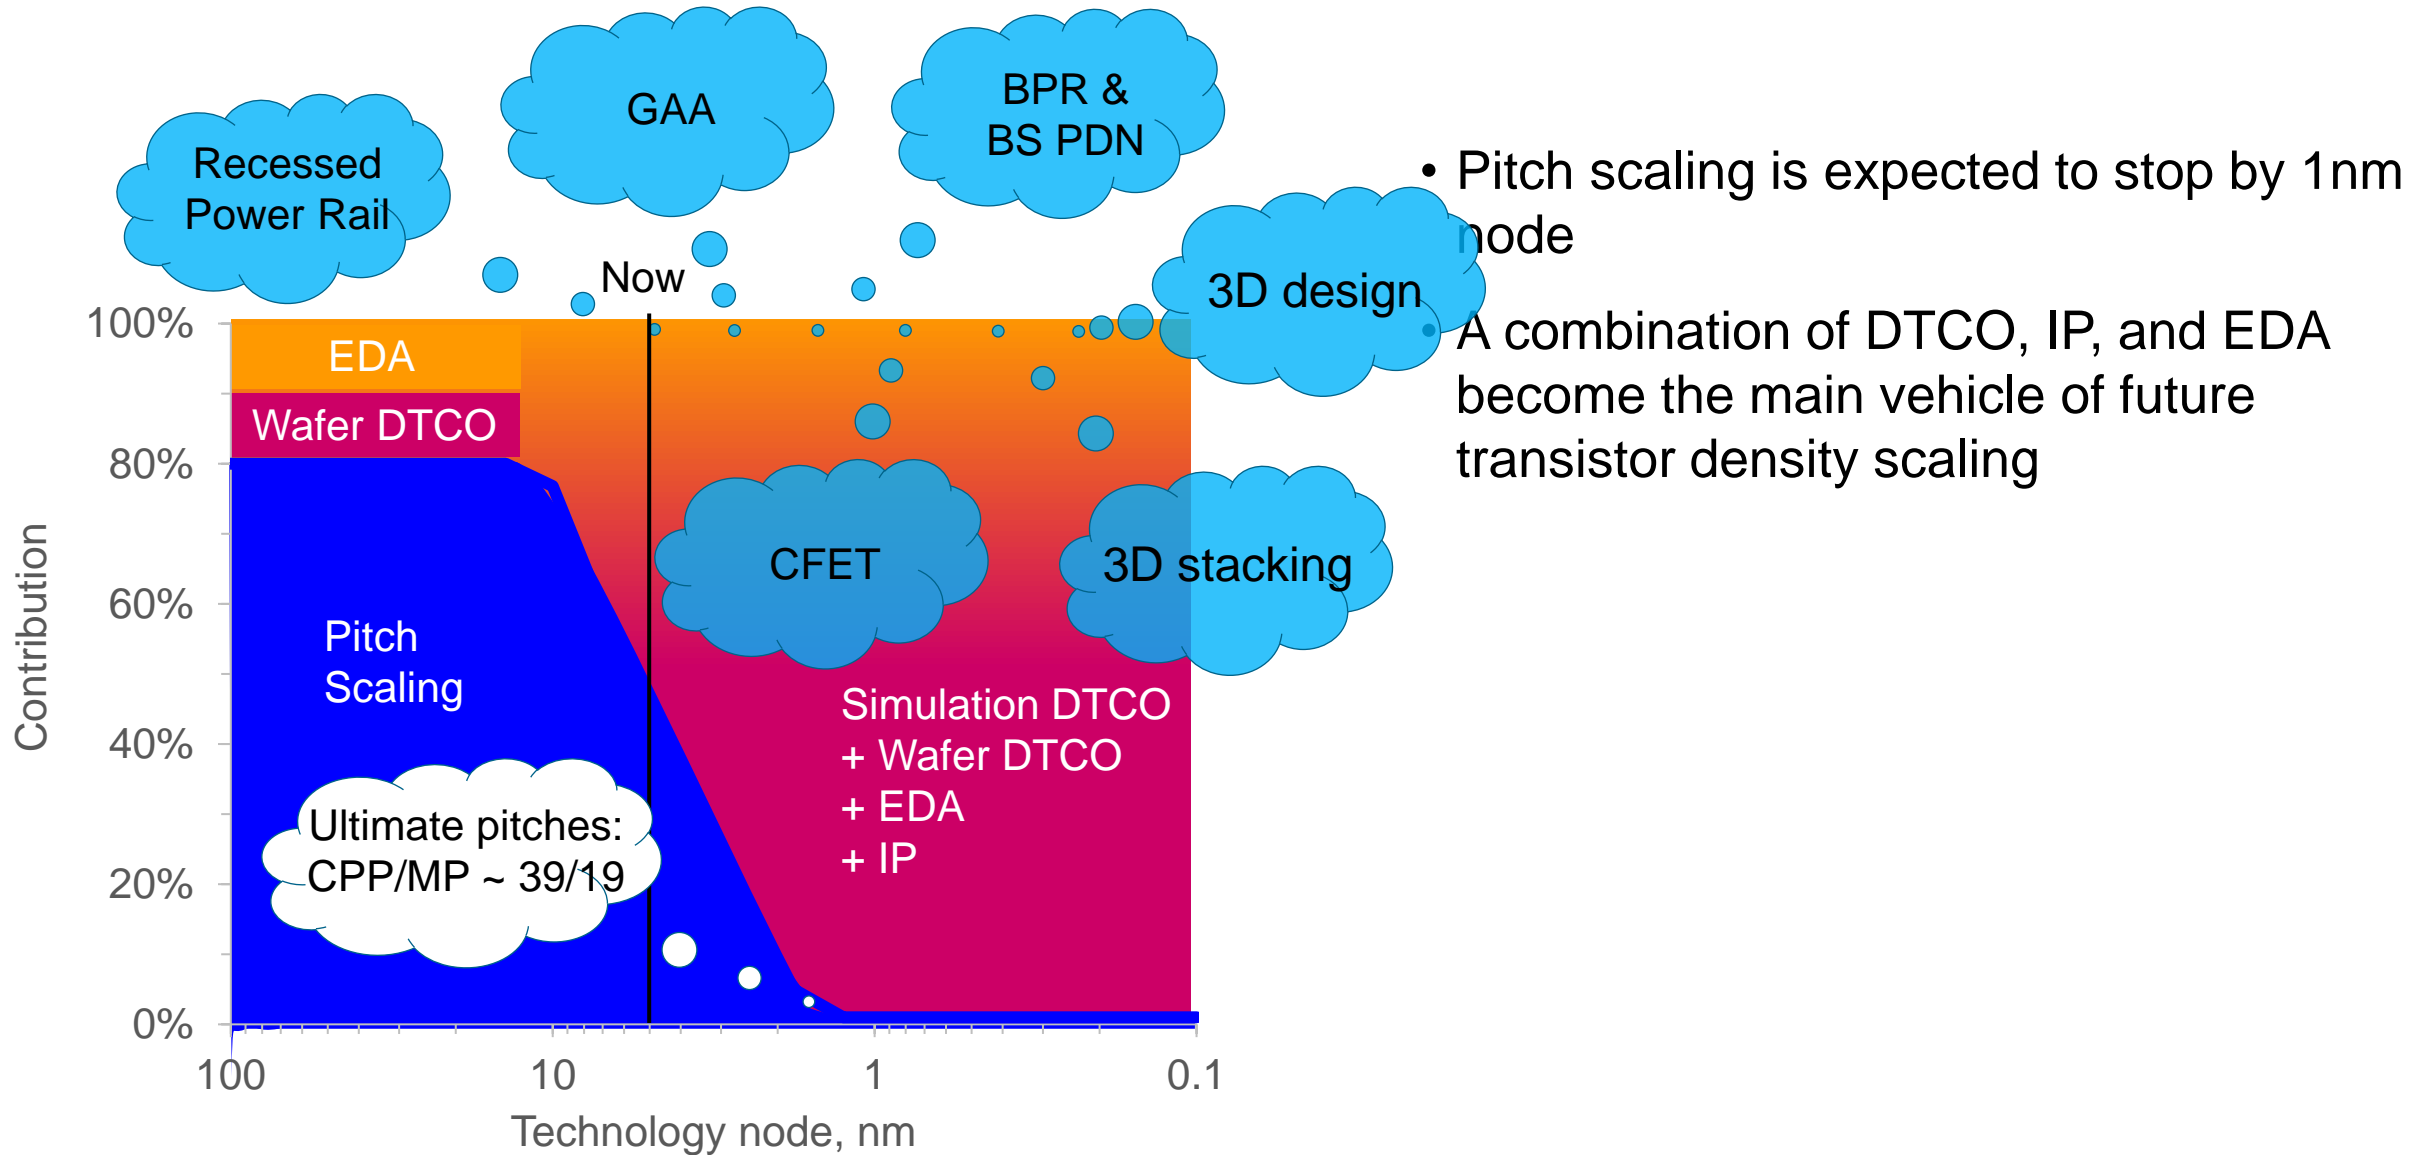 Recessed
Power Rail
GAA
BPR &
BS PDN
3D design
Now
• Pitch scaling is expected to stop by 1nm
node
• A combination of DTCO, IP, and EDA
become the main vehicle of future
transistor density scaling
Contribution
100%
80%
60%
40%
20%
0%
EDA
Wafer DTCO
Pitch
Scaling
CFET
3D stacking
Simulation DTCO
+ Wafer DTCO
+ EDA
+ IP
Ultimate pitches:
CPP/MP ~ 39/19
100
10
1
0.1
Technology node, nm